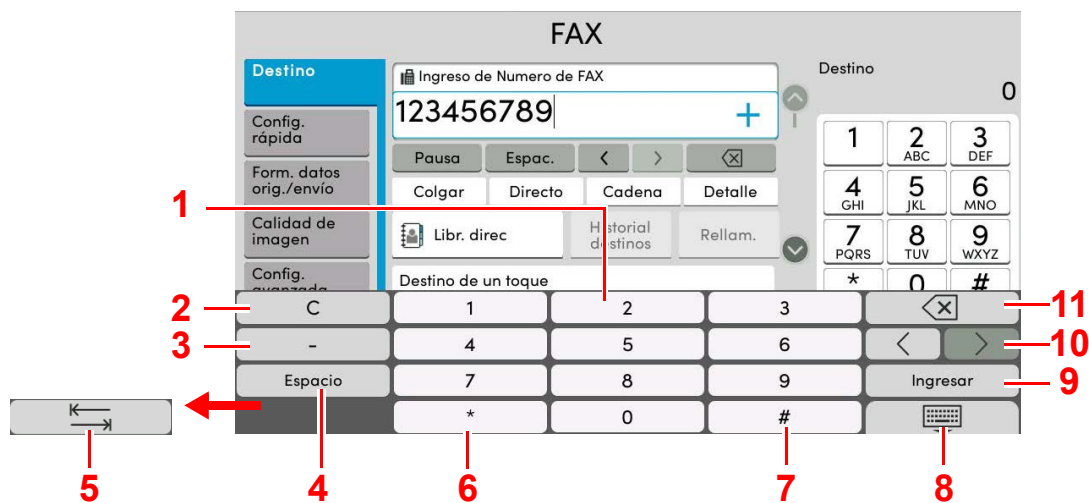 FAX
Destino
Config.
rápida
Form. datos
orig./envío
Calidad de
imagen
Config.
avanzada
Ingreso de Numero de FAX
123456789
+
Pausa Espac. < >
Colgar Directo Cadena Detalle
Libr. direc
Historial
destinos
Rellam.
Destino de un toque
Destino
0
1 2 3
ABC DEF
4 5 6
GHI JKL MNO
7 8 9
PQRS TUV WXYZ
* 0 #
C 1 2 3
- 4 5 6 < >
Espacio 7 8 9 Ingresar
* 0 #
1
2
3
4
5
6
7
8
9
10
11